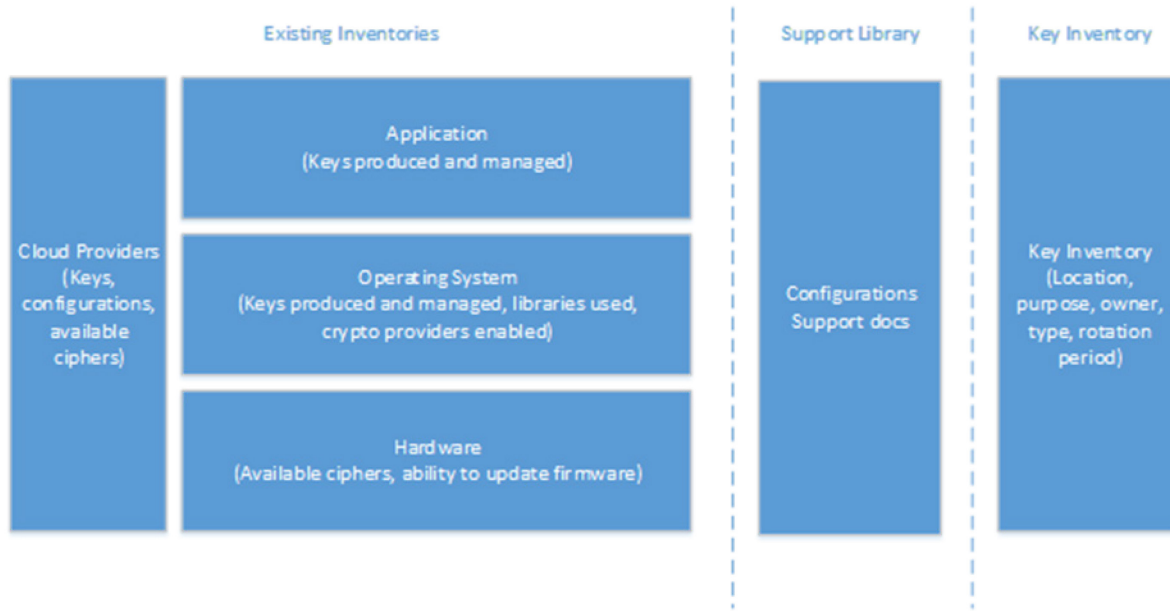 Existing Inventories
Support Library
Key Inventory
Cloud Providers
(Keys,
configurations,
available
ciphers)
Application
(Keys produced and managed)
Operating System
(Keys produced and managed, libraries used,
crypto providers enabled)
Hardware
(Available ciphers, ability to update firmware)
Configurations
Support docs
Key Inventory
(Location,
purpose, owner,
type, rotation
period)